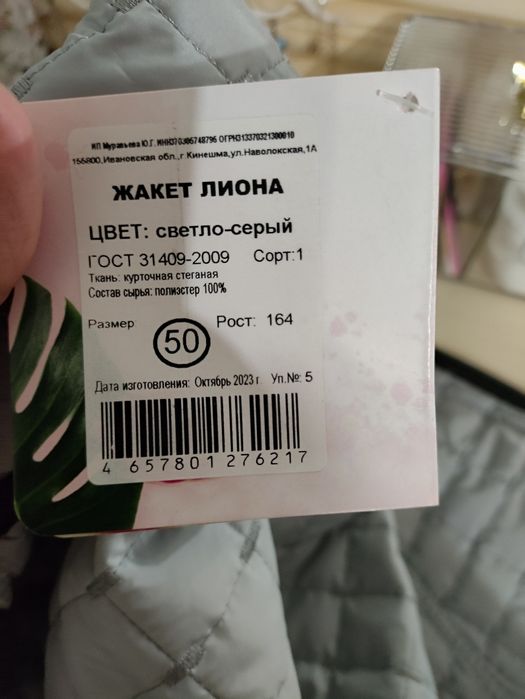 ИП Муравьева Ю.Г. ИНН370305748796 ОГРН313370321300010
155800,Ивановская обл.,г.Кинешма,ул.Наволокская,1А
ЖАКЕТ ЛИОНА
ЦВЕТ: светло-серый
ГОСТ 31409-2009 Сорт:1
Ткань: курточная стеганая
Состав сырья: полиэстер 100%
Размер: 50 Рост: 164
Дата изготовления: Октябрь 2023 г. Уп.№: 5
4 657801 276217